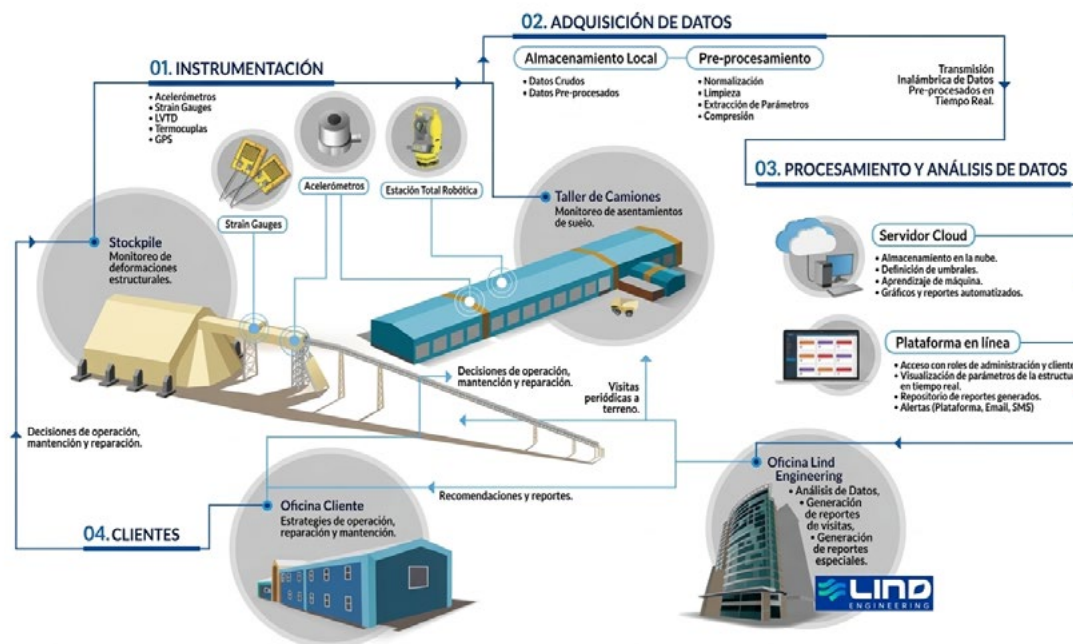 02. ADQUISICIÓN DE DATOS
Almacenamiento Local
• Datos Crudos
• Datos Pre-procesados
Pre-procesamiento
• Normalización
• Limpieza
• Extracción de Parámetros
• Compresión
Transmisión
Inalámbrica de Datos
Pre-procesados en
Tiempo Real.
01. INSTRUMENTACIÓN
• Acelerómetros
• Strain Gauges
• LVTD
• Termocuplas
• GPS
Strain Gauges
Acelerómetros
Estación Total Robótica
03. PROCESAMIENTO Y ANÁLISIS DE DATOS
Servidor Cloud
• Almacenamiento en la nube.
• Definición de umbrales.
• Aprendizaje de máquina.
• Gráficos y reportes automatizados.
Plataforma en línea
• Acceso con roles de administración y cliente
• Visualización de parámetros de la estructu
en tiempo real.
• Repositorio de reportes generados.
• Alertas (Plataforma, Email, SMS)
Stockpile
Monitoreo de
deformaciones
estructurales.
Taller de Camiones
Monitoreo de asentamientos
de suelo.
Decisiones de operación,
mantención y reparación.
Visitas
periódicas a
terreno.
Decisiones de operación,
mantención y reparación.
Recomendaciones y reportes.
Oficina Lind
Engineering
• Análisis de Datos,
• Generación
de reportes
de visitas,
• Generación
de reportes
especiales.
LIND
ENGINEERING
04. CLIENTES
Oficina Cliente
Estrategies de operación,
reparación y mantención.